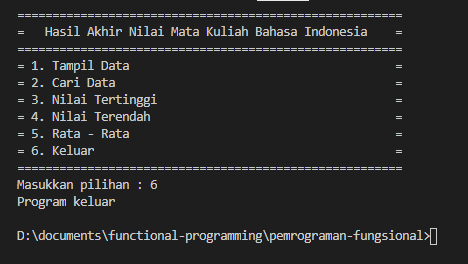 =======================================================
=   Hasil Akhir Nilai Mata Kuliah Bahasa Indonesia    =
=======================================================
= 1. Tampil Data                                      =
= 2. Cari Data                                        =
= 3. Nilai Tertinggi                                  =
= 4. Nilai Terendah                                   =
= 5. Rata - Rata                                      =
= 6. Keluar                                           =
=======================================================
Masukkan pilihan : 6
Program keluar
D:\documents\functional-programming\pemrograman-fungsional>